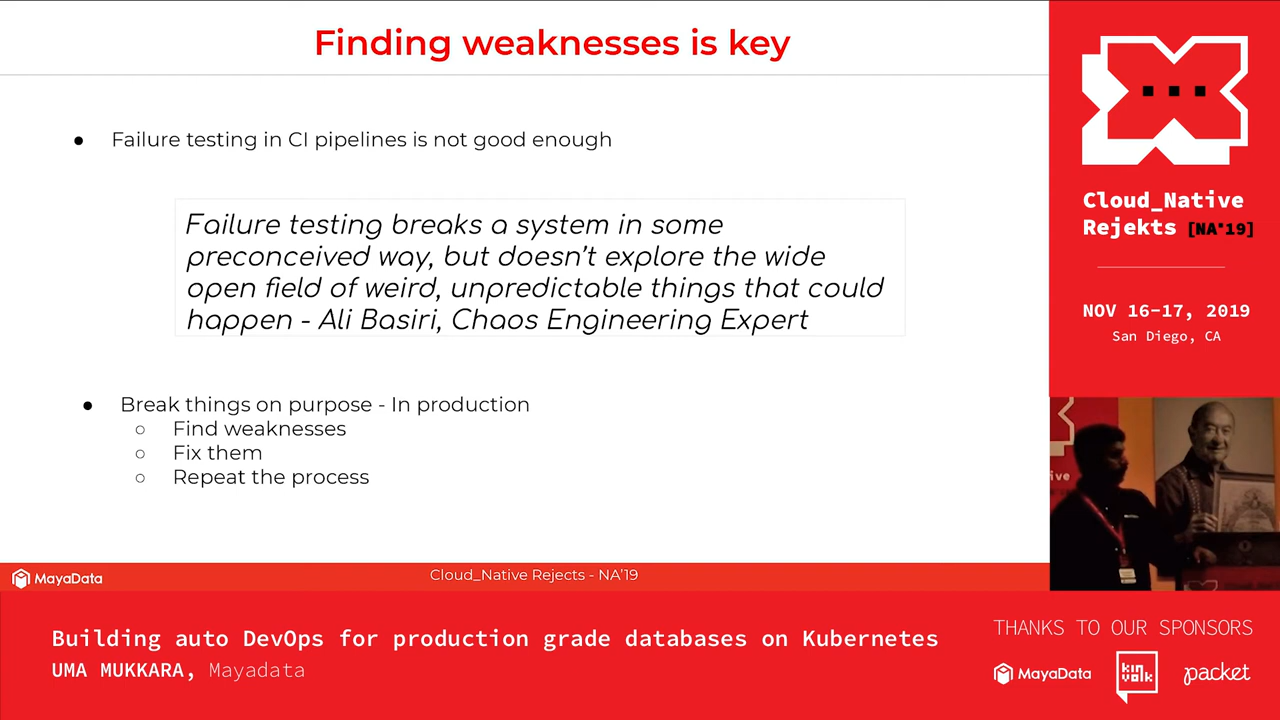 Finding weaknesses is key
● Failure testing in CI pipelines is not good enough
Failure testing breaks a system in some
preconceived way, but doesn't explore the wide
open field of weird, unpredictable things that could
happen - Ali Basiri, Chaos Engineering Expert
● Break things on purpose - In production
○ Find weaknesses
○ Fix them
○ Repeat the process
MayaData
Cloud_Native Rejects - NA'19
Cloud_Native
Rejekts [NA'19]
NOV 16-17, 2019
San Diego, CA
ive
Building auto DevOps for production grade databases on Kubernetes
UMA MUKKARA, Mayadata
THANKS TO OUR SPONSORS
MayaData
kin
volk
packet